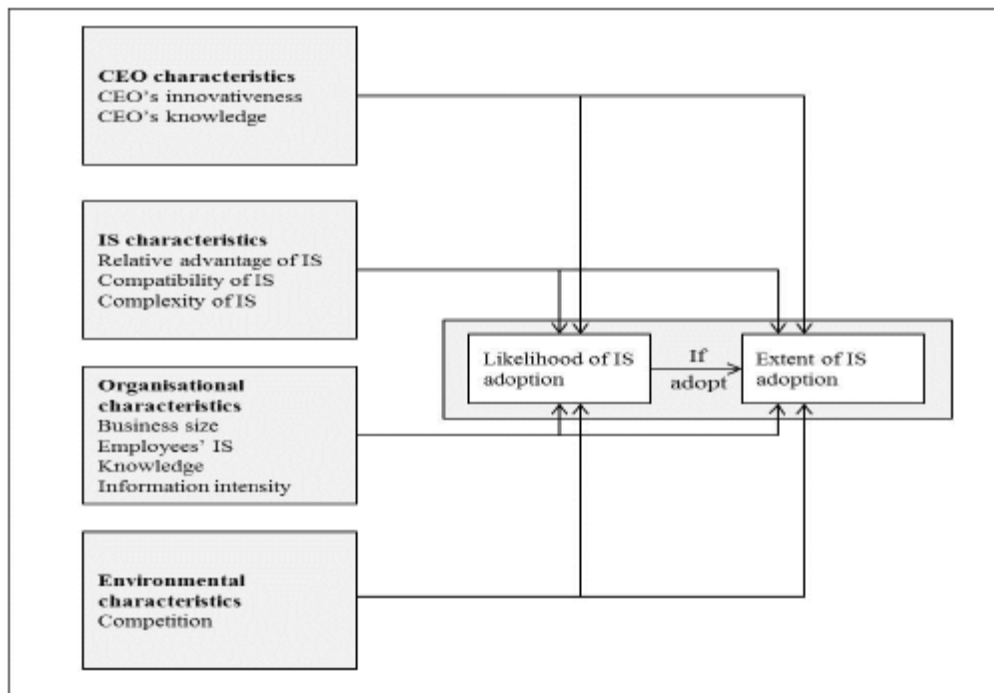 CEO characteristics
CEO's innovativeness
CEO's knowledge
IS characteristics
Relative advantage of IS
Compatibility of IS
Complexity of IS
Organisational
characteristics
Business size
Employees' IS
Knowledge
Information intensity
Environmental
characteristics
Competition
Likelihood of IS
adoption
If
adopt
Extent of IS
adoption